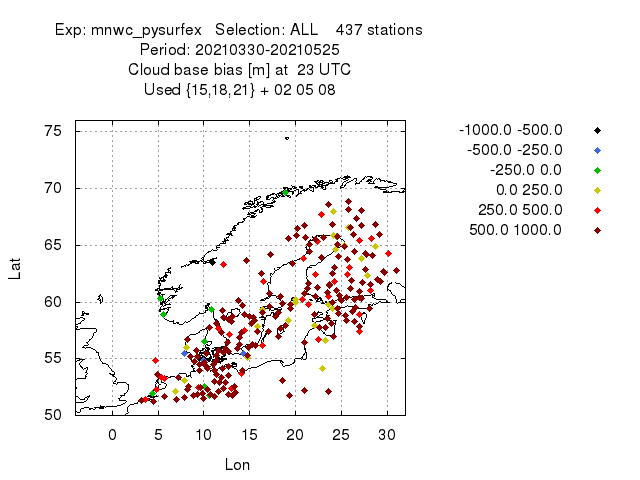 Exp: mnwc_pysurfex   Selection: ALL    437 stations
Period: 20210330-20210525
Cloud base bias [m] at  23 UTC
Used {15,18,21} + 02 05 08
-1000.0 -500.0
-500.0 -250.0
-250.0 0.0
0.0 250.0
250.0 500.0
500.0 1000.0
75
70
65
60
55
50
Lat
0 5 10 15 20 25 30
Lon